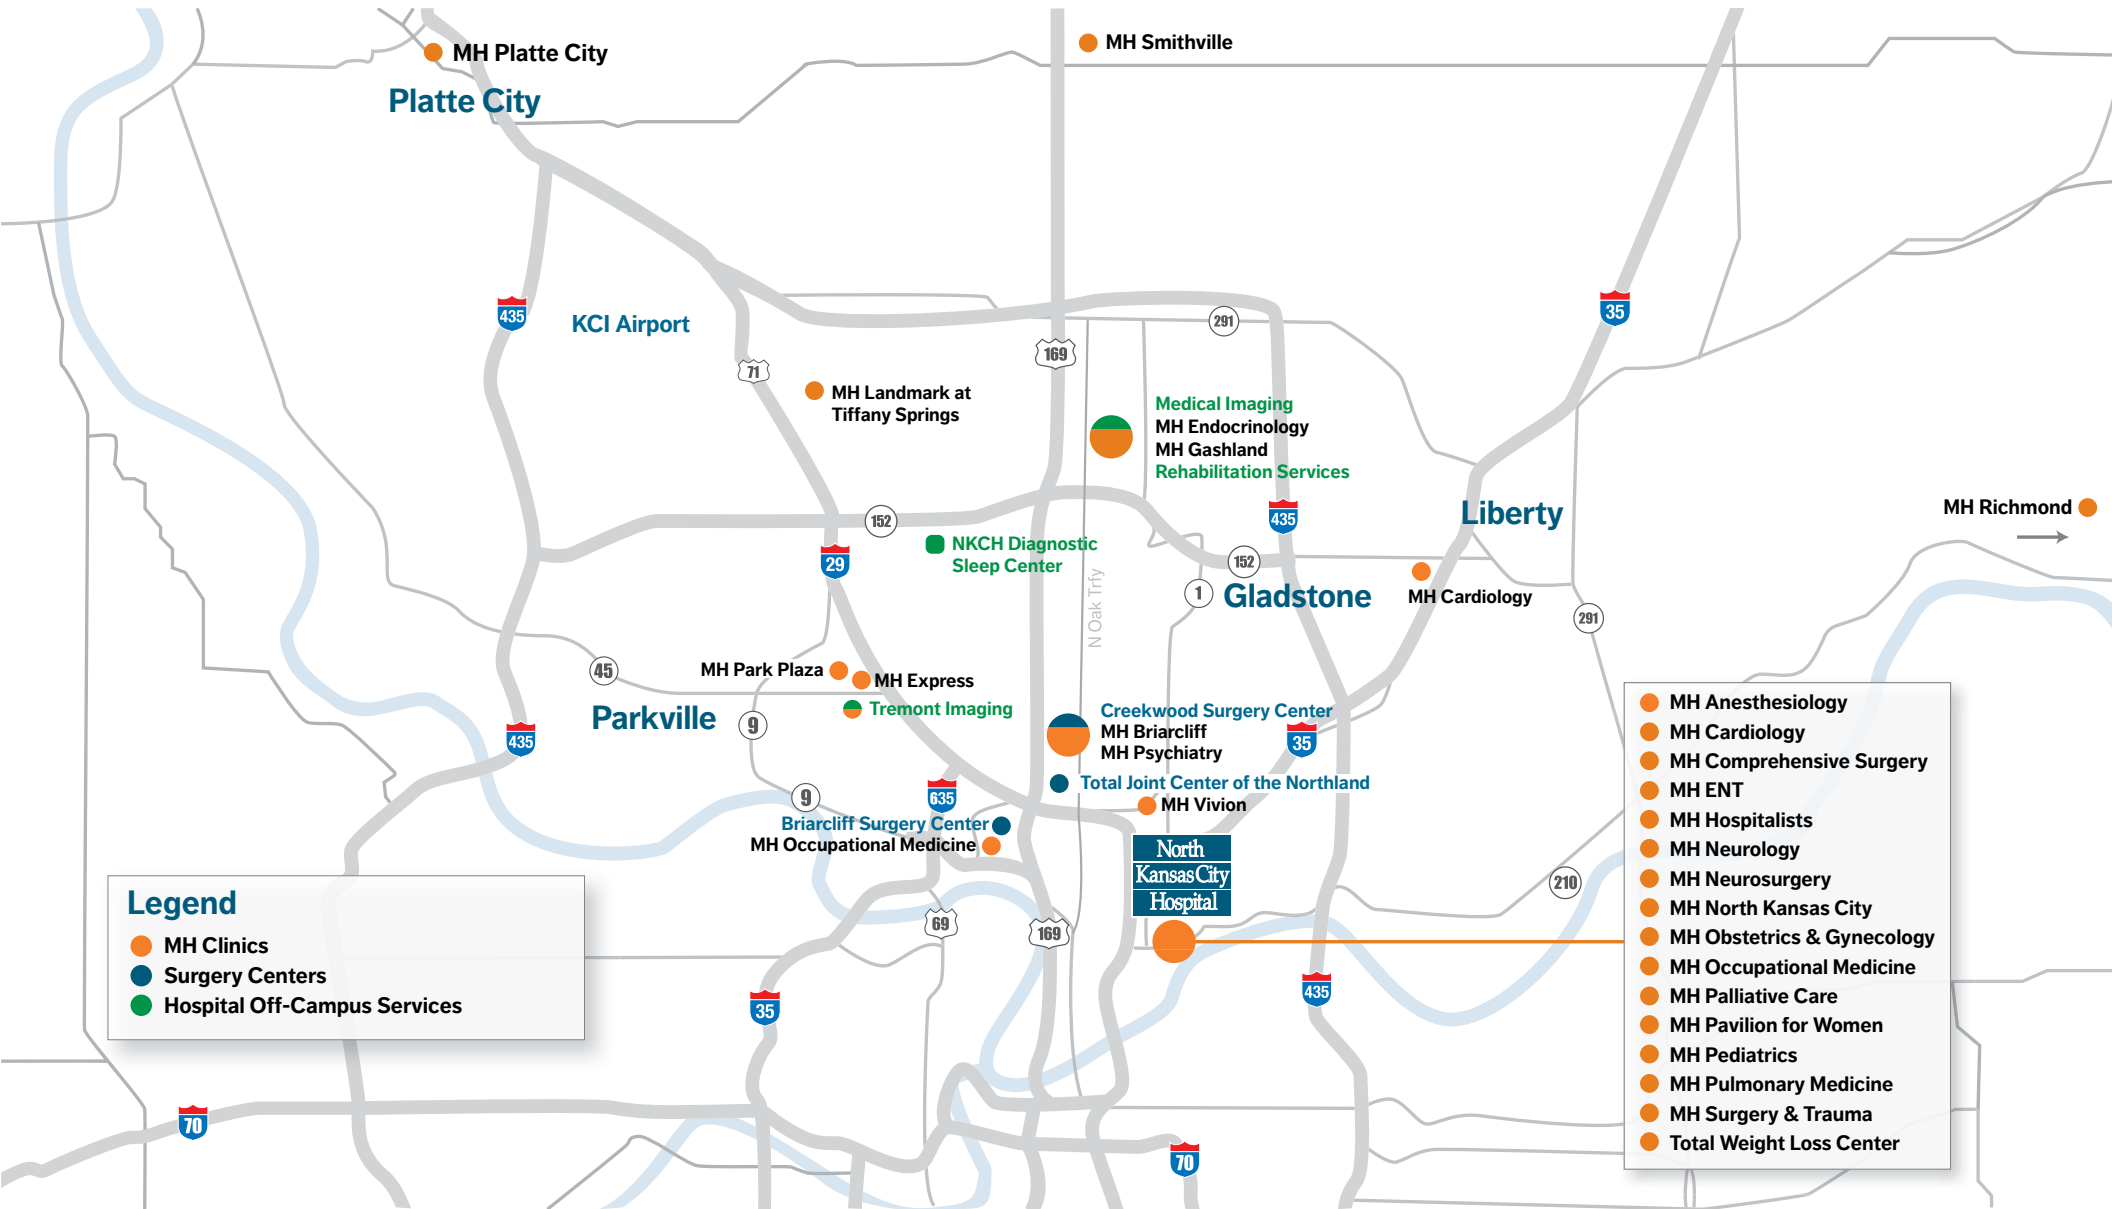 MH Platte City
Platte City
MH Smithville
435
KCI Airport
35
291
169
71
MH Landmark at
Tiffany Springs
Medical Imaging
MH Endocrinology
MH Gashland
Rehabilitation Services
152
435
Liberty
MH Richmond
NKCH Diagnostic
Sleep Center
29
152
1
Gladstone
MH Cardiology
N Oak Trfy
291
45
MH Park Plaza
MH Express
Tremont Imaging
Parkville
9
435
Creekwood Surgery Center
MH Briarcliff
MH Psychiatry
35
Total Joint Center of the Northland
MH Vivion
9
635
Briarcliff Surgery Center
MH Occupational Medicine
North
Kansas City
Hospital
210
69
169
435
35
70
70
Legend
MH Clinics
Surgery Centers
Hospital Off-Campus Services
MH Anesthesiology
MH Cardiology
MH Comprehensive Surgery
MH ENT
MH Hospitalists
MH Neurology
MH Neurosurgery
MH North Kansas City
MH Obstetrics & Gynecology
MH Occupational Medicine
MH Palliative Care
MH Pavilion for Women
MH Pediatrics
MH Pulmonary Medicine
MH Surgery & Trauma
Total Weight Loss Center